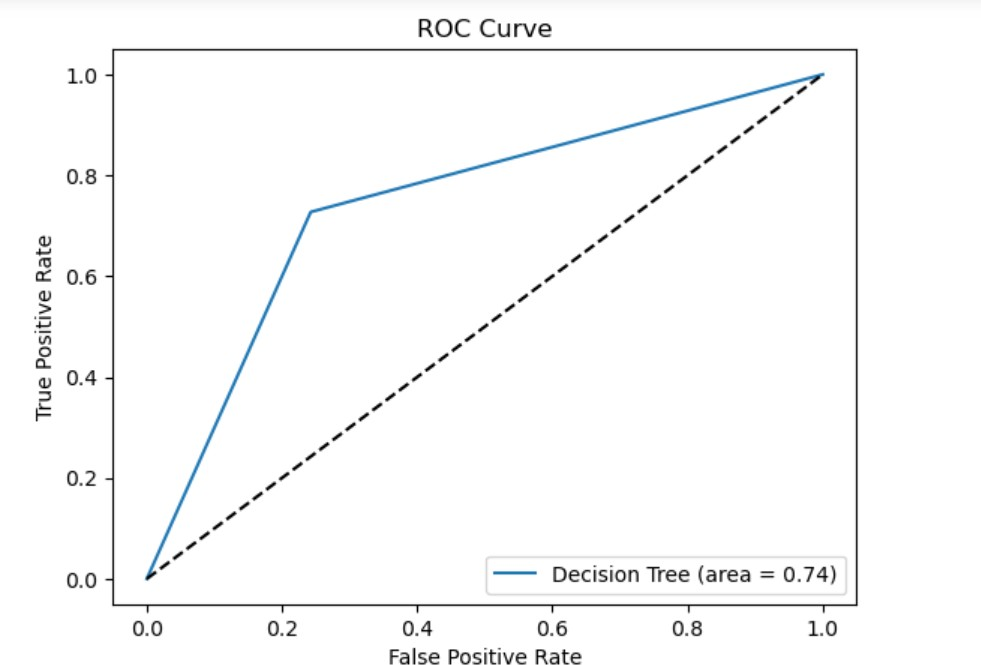 ROC Curve
1.0
0.8
0.6
0.4
0.2
0.0
True Positive Rate
Decision Tree (area = 0.74)
0.0 0.2 0.4 0.6 0.8 1.0
False Positive Rate